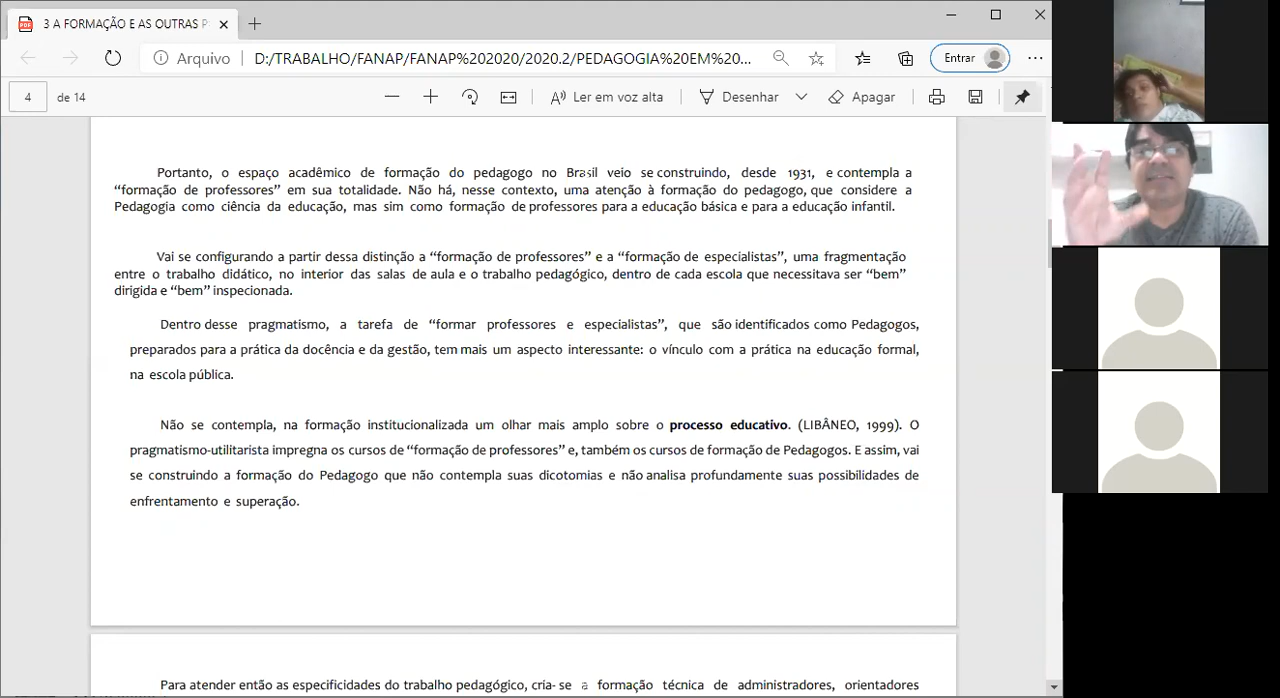 3 A FORMAÇÃO E AS OUTRAS P
Arquivo
D:/TRABALHO/FANAP/FANAP%202020/2020.2/PEDAGOGIA%20EM%20...
Entrar
4 de 14
Ler em voz alta
Desenhar
Apagar
Portanto, o espaço acadêmico de formação do pedagogo no Brasil veio se construindo, desde 1931, e contempla a
“formação de professores” em sua totalidade. Não há, nesse contexto, uma atenção à formação do pedagogo, que considere a
Pedagogia como ciência da educação, mas sim como formação de professores para a educação básica e para a educação infantil.
Vai se configurando a partir dessa distinção a “formação de professores” e a “formação de especialistas”, uma fragmentação
entre o trabalho didático, no interior das salas de aula e o trabalho pedagógico, dentro de cada escola que necessitava ser “bem”
dirigida e “bem” inspecionada.
Dentro desse pragmatismo, a tarefa de “formar professores e especialistas”, que são identificados como Pedagogos,
preparados para a prática da docência e da gestão, tem mais um aspecto interessante: o vínculo com a prática na educação formal,
na escola pública.
Não se contempla, na formação institucionalizada um olhar mais amplo sobre o processo educativo. (LIBÂNEO, 1999). O
pragmatismo-utilitarista impregna os cursos de “formação de professores” e, também os cursos de formação de Pedagogos. E assim, vai
se construindo a formação do Pedagogo que não contempla suas dicotomias e não analisa profundamente suas possibilidades de
enfrentamento e superação.
Para atender então as especificidades do trabalho pedagógico, cria- se a formação técnica de administradores, orientadores